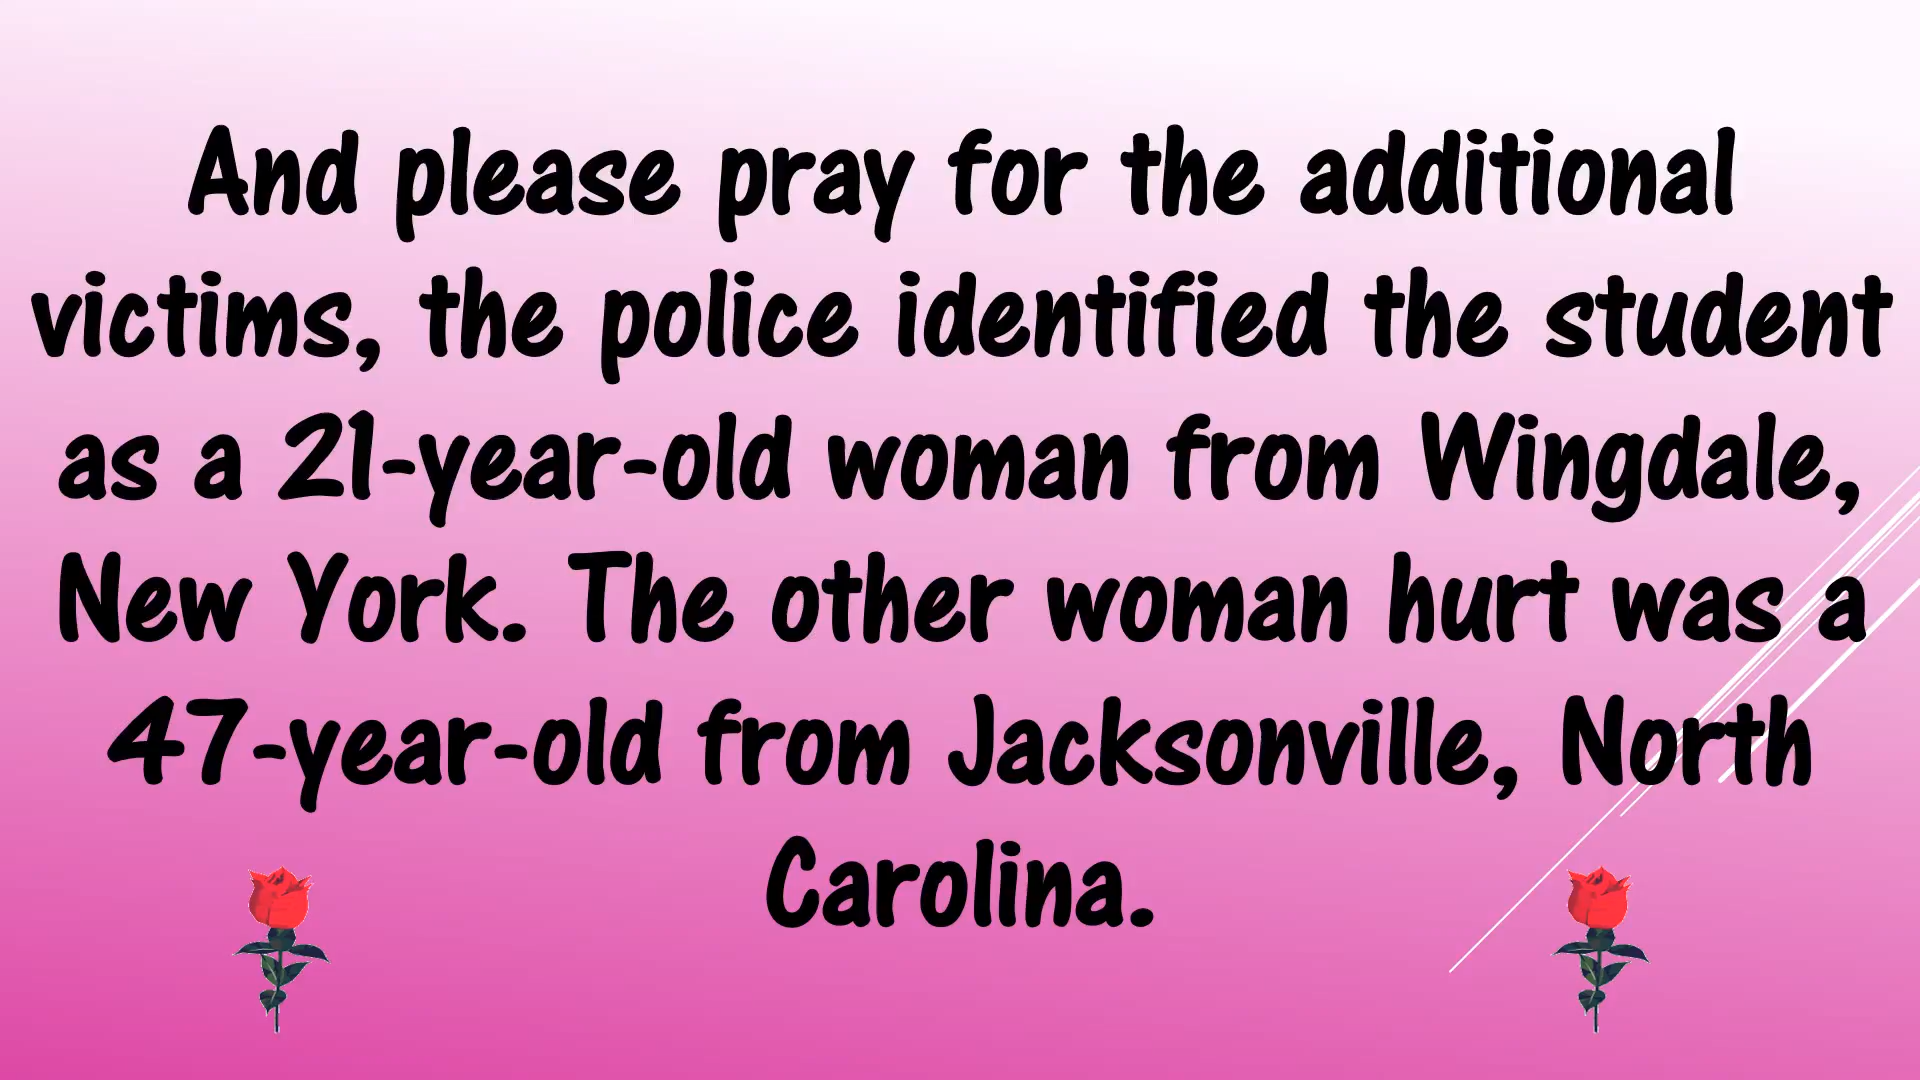 And please pray for the additional
victims, the police identified the student
as a 21-year-old woman from Wingdale,
New York. The other woman hurt was a
47-year-old from Jacksonville, North
Carolina.